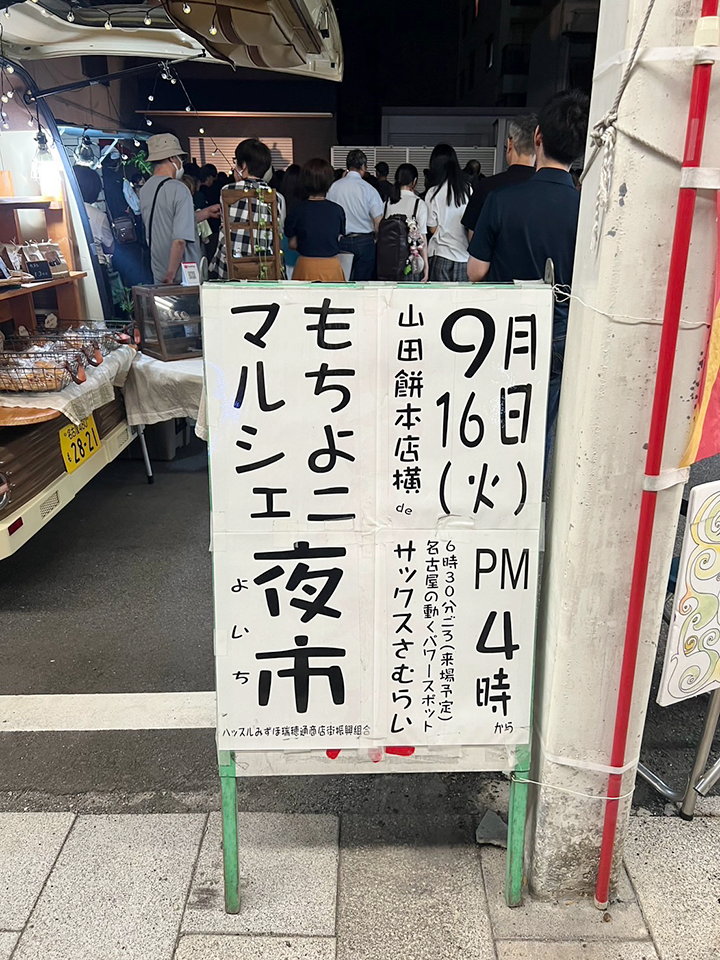 9月16日(火)
PM4時から
山田餅本店横de
6時30分ごろ(来場予定)
名古屋の動くパワースポット
サックスさむらい
もちよこ
マルシェ
夜市
よいち
ハッスルみずほ瑞穂通商店街振興組合
28-21